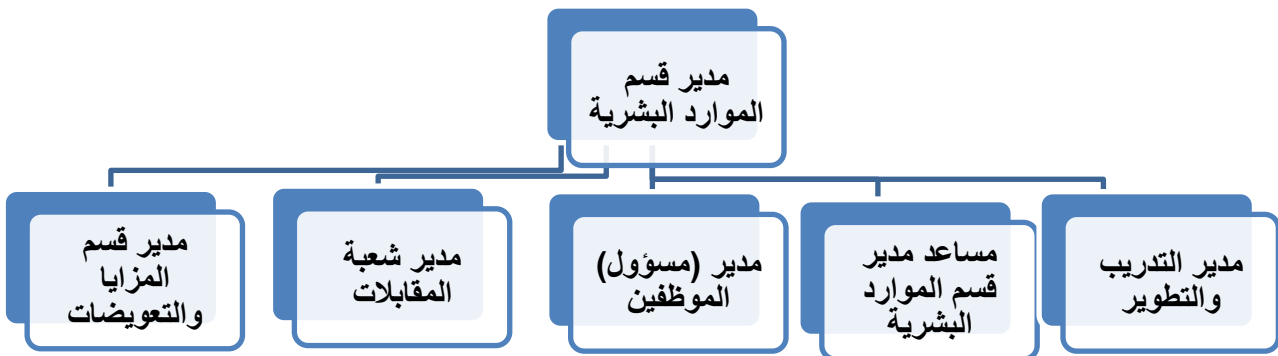 مدير قسم
الموارد البشرية
مدير التدريب
والتطوير
مساعد مدير
قسم الموارد
البشرية
مدير (مسؤول)
الموظفين
مدير شعبة
المقابلات
مدير قسم
المزايا
والتعويضات